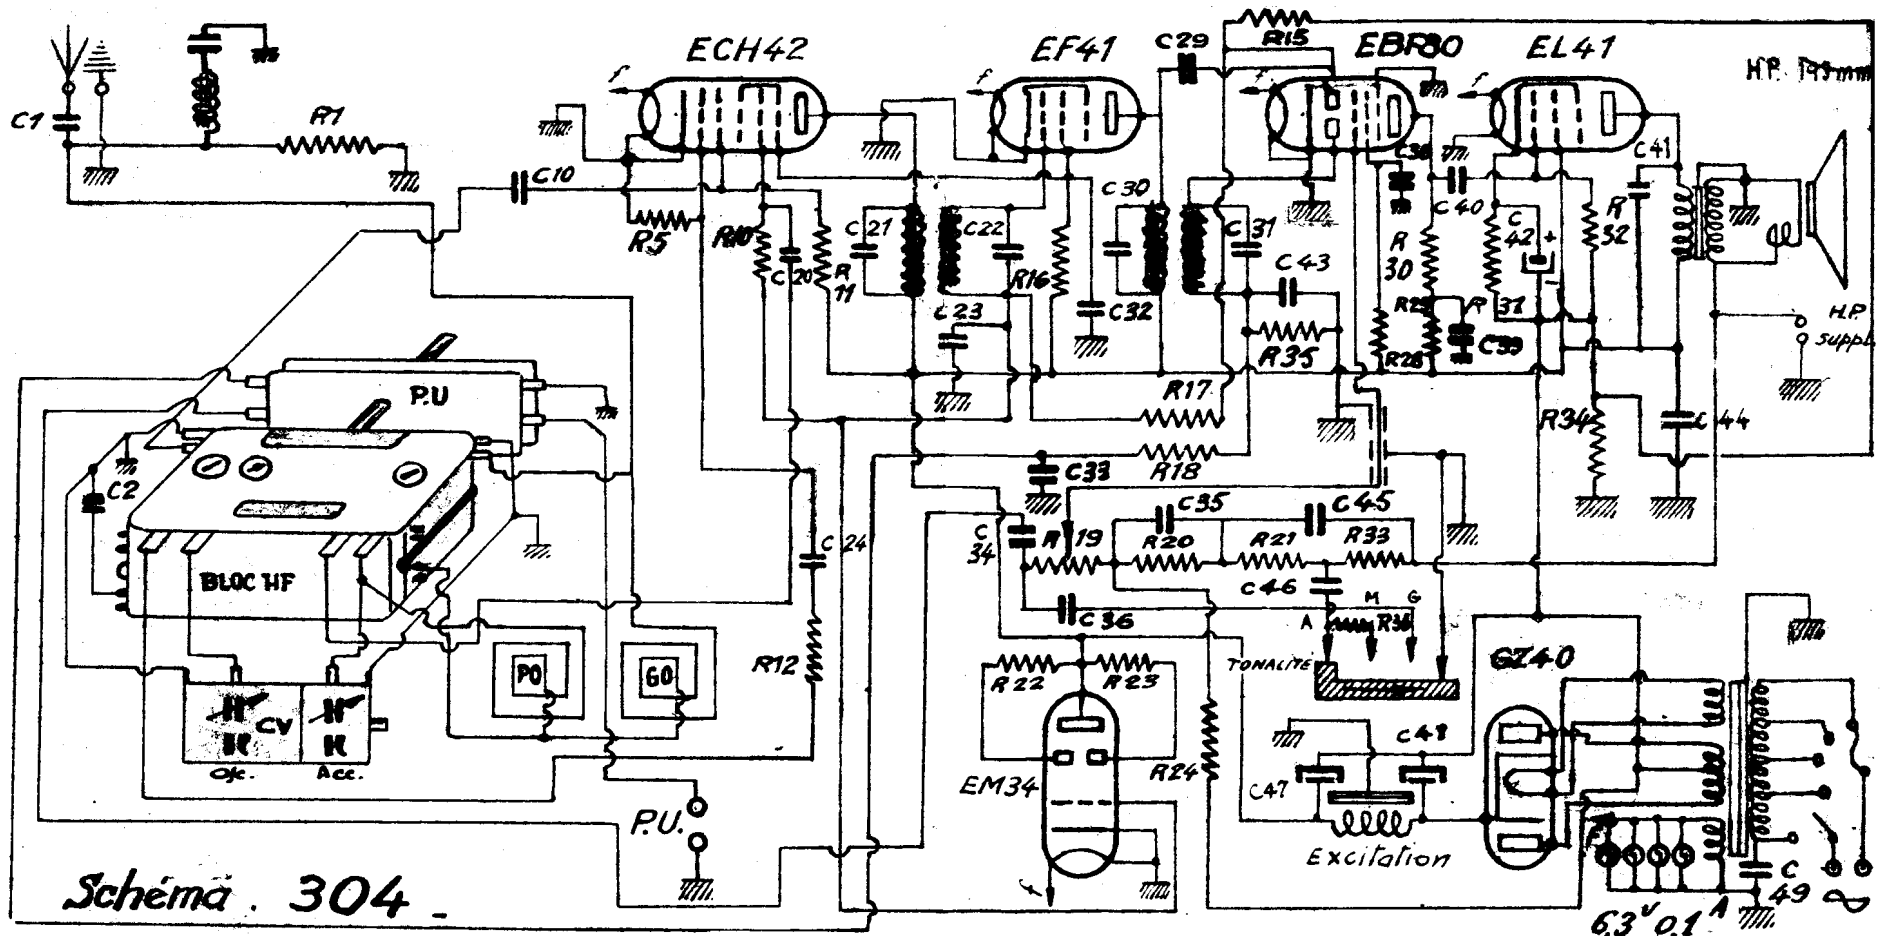 ECH42
EF41
C29
R15
EBF80
EL41
H.P. 195mm
f
f
f
f
C1
R1
C10
R5
R10
C20
R11
C21
C22
C23
R16
C30
C32
C31
C43
R35
C38
C40
R30
C42
R31
R32
C41
R29
R28
C39
H.P.
suppl.
R17
R18
R34
C44
P.U
C2
BLOC HF
C33
C34
R19
C35
R20
C45
R21
R33
C24
C46
A
M
G
R36
C36
TONALITE
R12
PO
GO
CV
Osc.
Acc.
R22
R23
GZ40
EM34
R24
C47
C48
Excitation
P.U.
f
C49
Schéma . 304
6.3V 0.1A